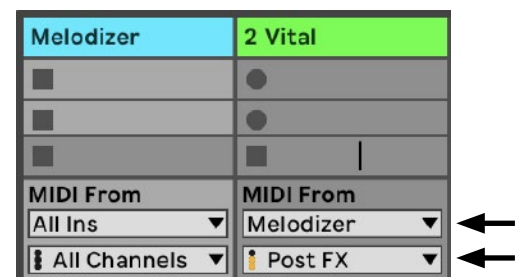 Melodizer
2 Vital
MIDI From
MIDI From
All Ins
Melodizer
All Channels
Post FX